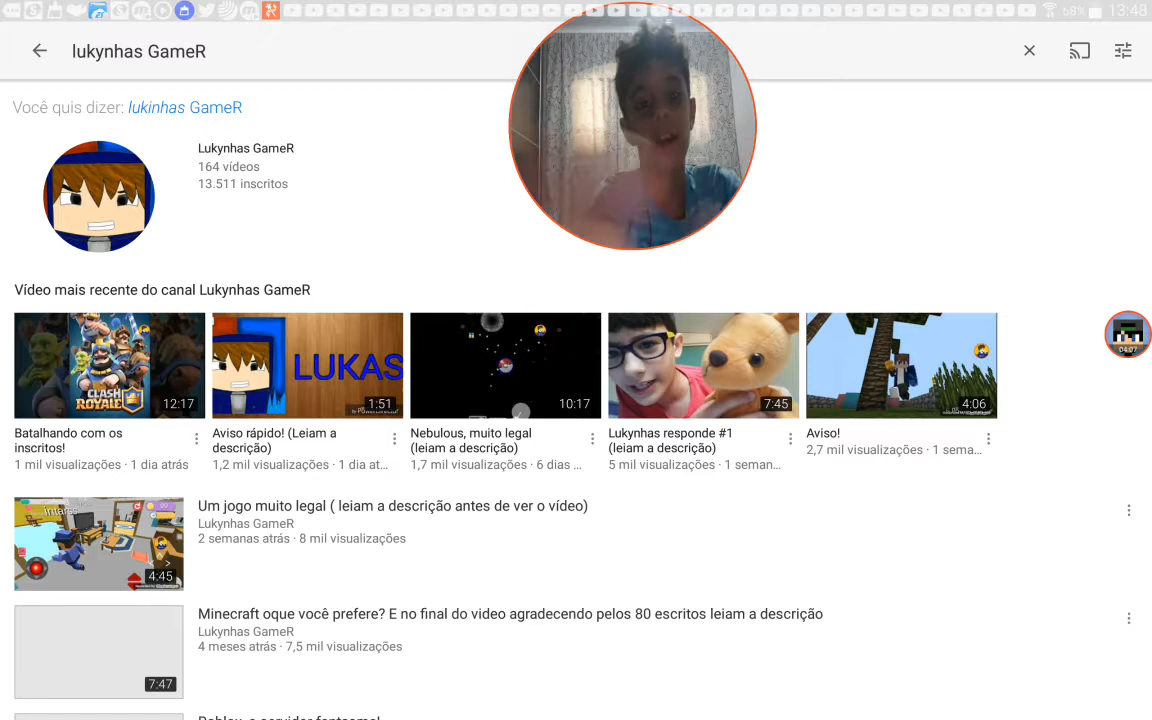 68% 13:48
lukynhas GameR
Você quis dizer: lukinhas GameR
Lukynhas GameR
164 vídeos
13.511 inscritos
Vídeo mais recente do canal Lukynhas GameR
CLASH
ROYALE
12:17
LUKAS
1:51
10:17
7:45
4:06
04:07
Batalhando com os
inscritos!
1 mil visualizações · 1 dia atrás
Aviso rápido! (Leiam a
descrição)
1,2 mil visualizações · 1 dia at...
Nebulous, muito legal
(leiam a descrição)
1,7 mil visualizações · 6 dias ...
Lukynhas responde #1
(leiam a descrição)
5 mil visualizações · 1 seman...
Aviso!
2,7 mil visualizações · 1 sema...
4:45
Um jogo muito legal ( leiam a descrição antes de ver o vídeo)
Lukynhas GameR
2 semanas atrás · 8 mil visualizações
7:47
Minecraft oque você prefere? E no final do video agradecendo pelos 80 escritos leiam a descrição
Lukynhas GameR
4 meses atrás · 7,5 mil visualizações